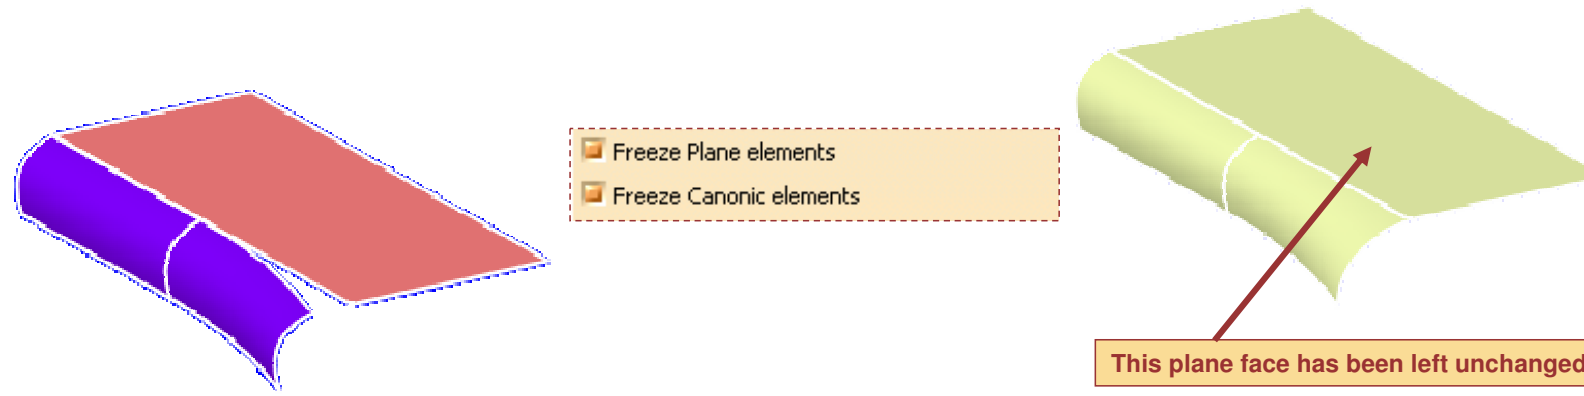 Freeze Plane elements
Freeze Canonic elements
This plane face has been left unchanged